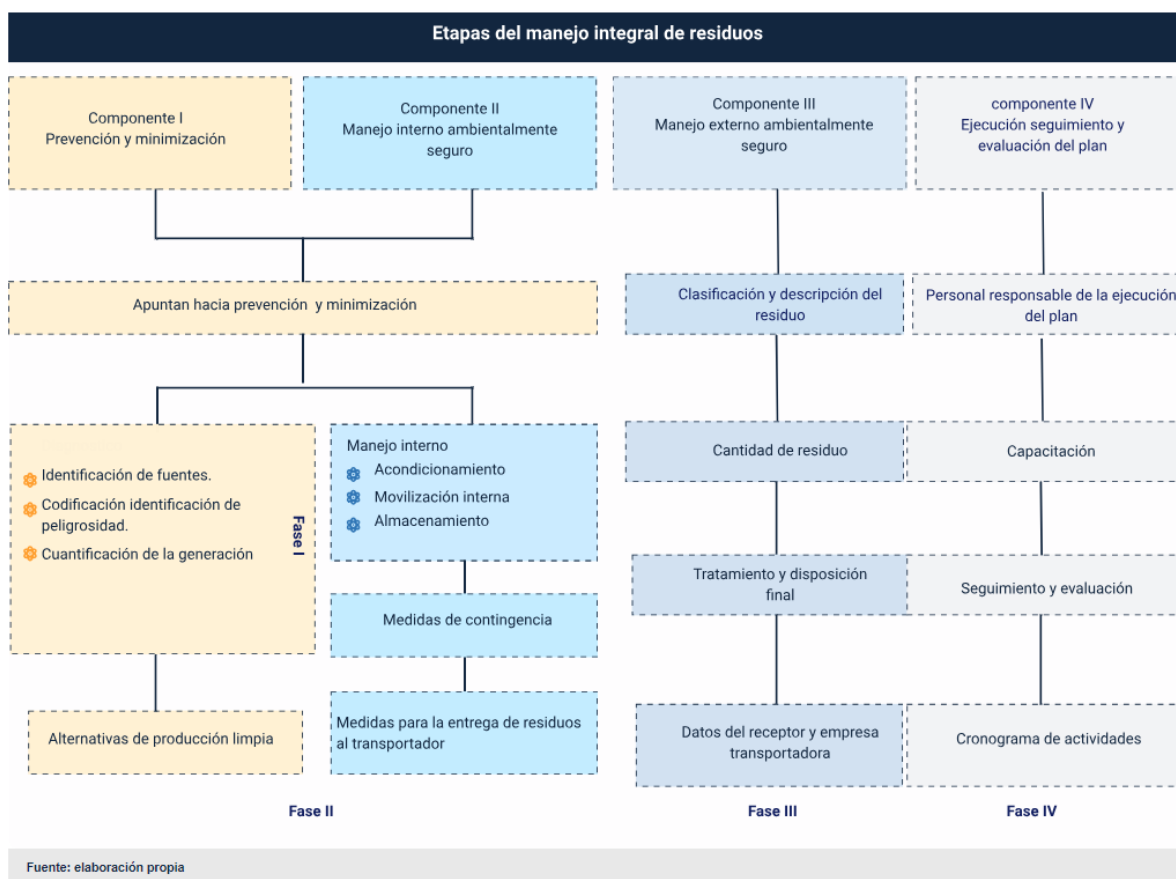 Etapas del manejo integral de residuos
Componente I
Prevención y minimización
Componente II
Manejo interno ambientalmente
seguro
Componente III
Manejo externo ambientalmente
seguro
componente IV
Ejecución seguimiento y
evaluación del plan
Apuntan hacia prevención y minimización
Clasificación y descripción del
residuo
Personal responsable de la ejecución
del plan
Identificación de fuentes.
Codificación identificación de
peligrosidad.
Cuantificación de la generación
Fase I
Manejo interno
Acondicionamiento
Movilización interna
Almacenamiento
Cantidad de residuo
Capacitación
Medidas de contingencia
Tratamiento y disposición
final
Seguimiento y evaluación
Alternativas de producción limpia
Medidas para la entrega de residuos
al transportador
Datos del receptor y empresa
transportadora
Cronograma de actividades
Fase II
Fase III
Fase IV
Fuente: elaboración propia